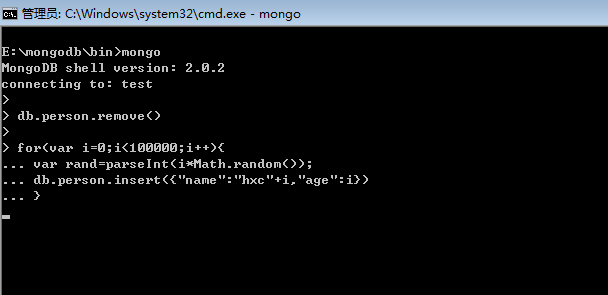 管理员: C:\Windows\system32\cmd.exe - mongo
E:\mongodb\bin>mongo
MongoDB shell version: 2.0.2
connecting to: test
>
> db.person.remove()
>
> for(var i=0;i<100000;i++){
... var rand=parseInt(i*Math.random());
... db.person.insert({"name":"hxc"+i,"age":i})
... }